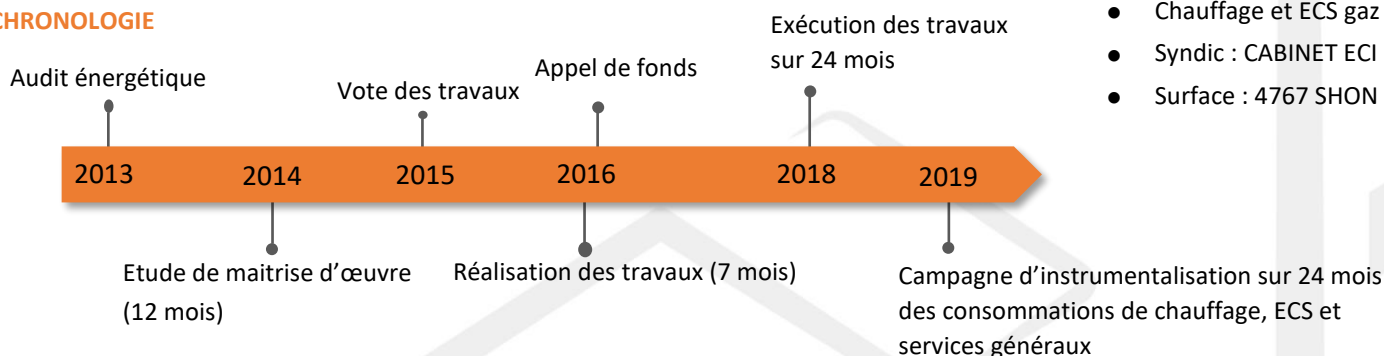 CHRONOLOGIE
Audit énergétique
Vote des travaux
Appel de fonds
Exécution des travaux
sur 24 mois
● Chauffage et ECS gaz
● Syndic : CABINET ECI
● Surface : 4767 SHON
2013 2014 2015 2016 2018 2019
Etude de maitrise d’œuvre
(12 mois)
Réalisation des travaux (7 mois)
Campagne d’instrumentalisation sur 24 mois
des consommations de chauffage, ECS et
services généraux